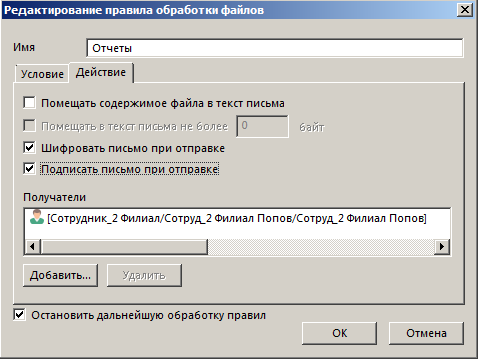 Редактирование правила обработки файлов
Имя
Отчеты
Условие Действие
Помещать содержимое файла в текст письма
Помещать в текст письма не более 0 байт
Шифровать письмо при отправке
Подписать письмо при отправке
Получатели
[Сотрудник_2 Филиал/Сотруд_2 Филиал Попов/Сотруд_2 Филиал Попов]
Добавить... Удалить
Остановить дальнейшую обработку правил
ОК Отмена